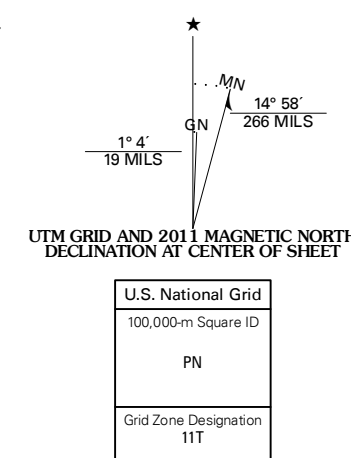 ★
MN
GN
14° 58´
266 MILS
1° 4´
19 MILS
UTM GRID AND 2011 MAGNETIC NORTH
DECLINATION AT CENTER OF SHEET
U.S. National Grid
100,000-m Square ID
PN
Grid Zone Designation
11T